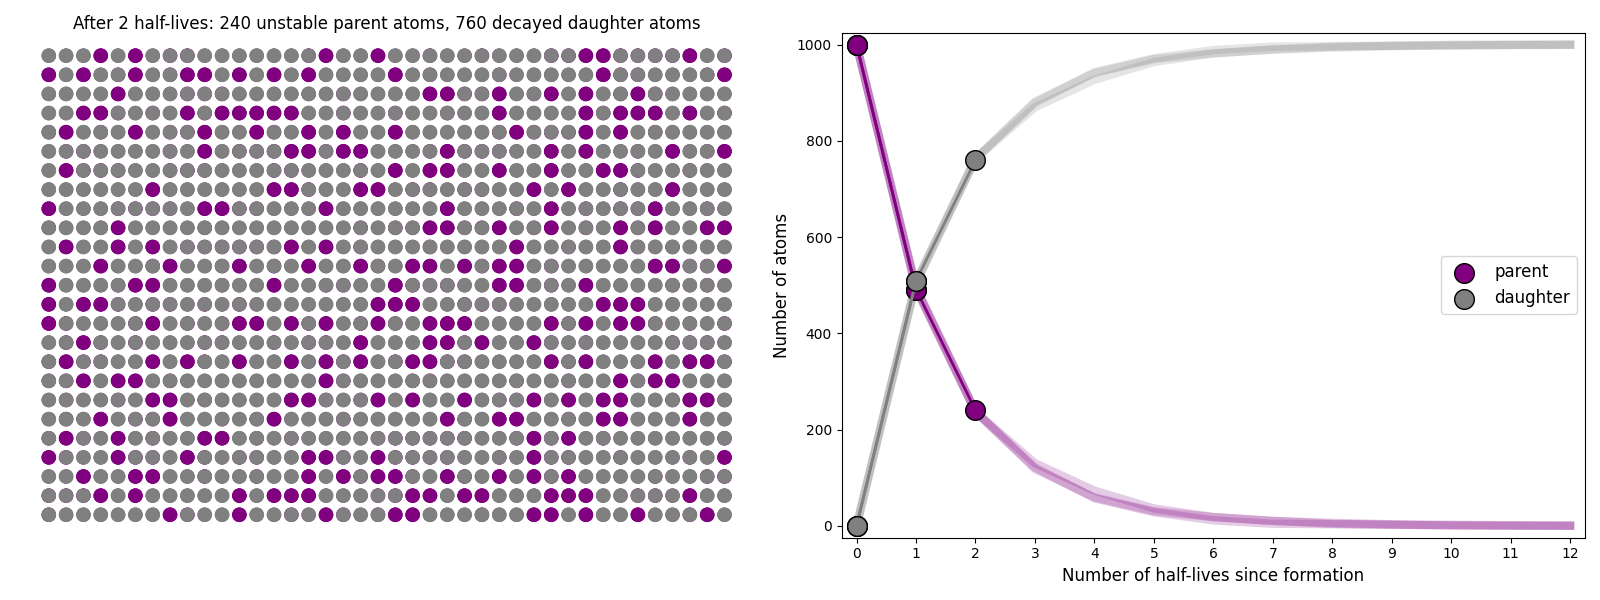 After 2 half-lives: 240 unstable parent atoms, 760 decayed daughter atoms
Number of atoms
1000
800
600
400
200
0
parent
daughter
0 1 2 3 4 5 6 7 8 9 10 11 12
Number of half-lives since formation